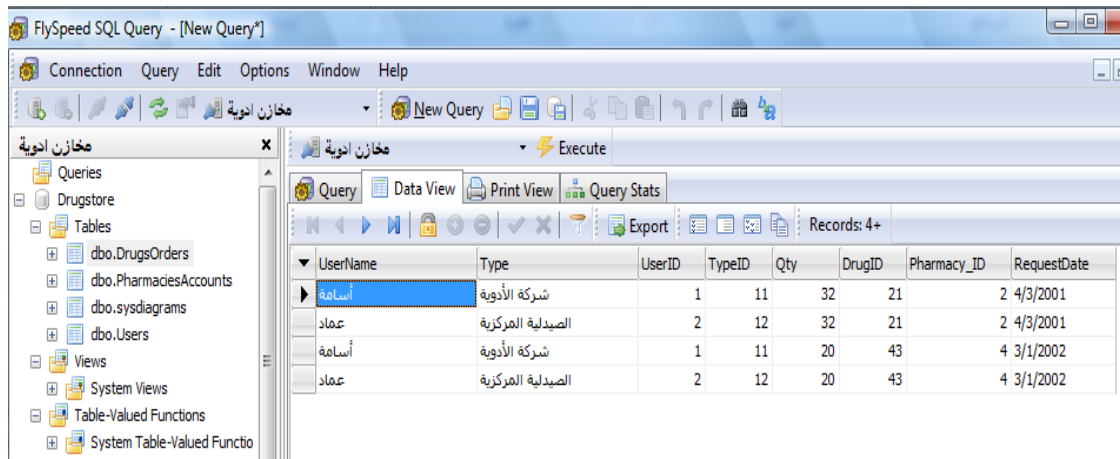 FlySpeed SQL Query - [New Query*]
Connection Query Edit Options Window Help
مخازن ادوية New Query
مخازن ادوية
مخازن ادوية Execute
Queries
Drugstore
Tables
dbo.DrugsOrders
dbo.PharmaciesAccounts
dbo.sysdiagrams
dbo.Users
Views
System Views
Table-Valued Functions
System Table-Valued Functio
Query Data View Print View Query Stats
Export Records: 4+
UserName Type UserID TypeID Qty DrugID Pharmacy_ID RequestDate
أسامة شركة الأدوية 1 11 32 21 2 4/3/2001
عماد الصيدلية المركزية 2 12 32 21 2 4/3/2001
أسامة شركة الأدوية 1 11 20 43 4 3/1/2002
عماد الصيدلية المركزية 2 12 20 43 4 3/1/2002